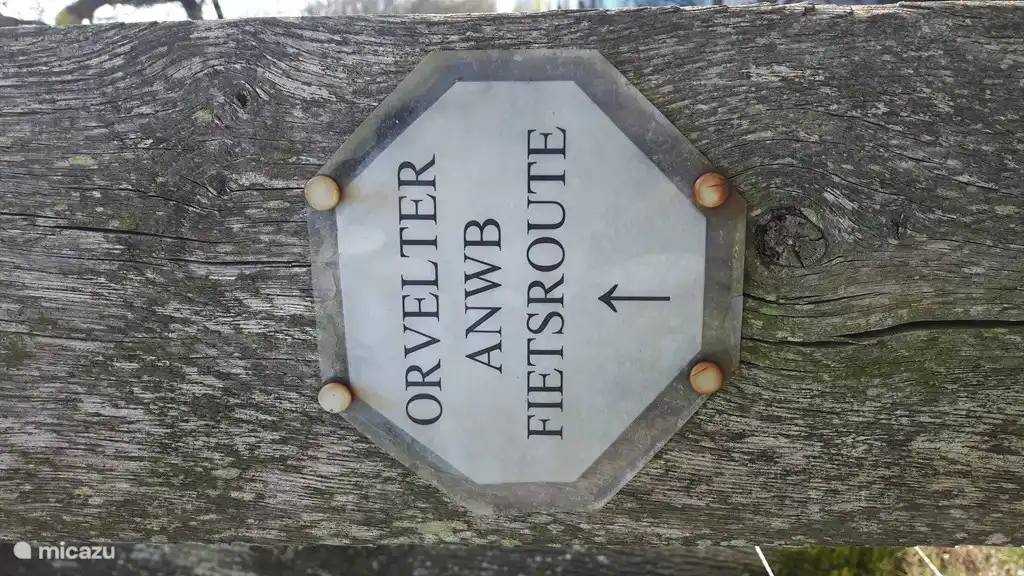 ORVELTER
ANWB
FIETSROUTE
↑
micazu